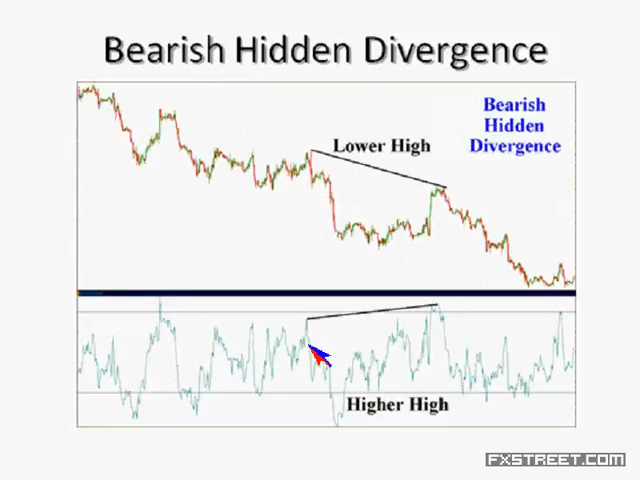 Bearish Hidden Divergence
Bearish
Hidden
Divergence
Lower High
Higher High
FXSTREET.COM